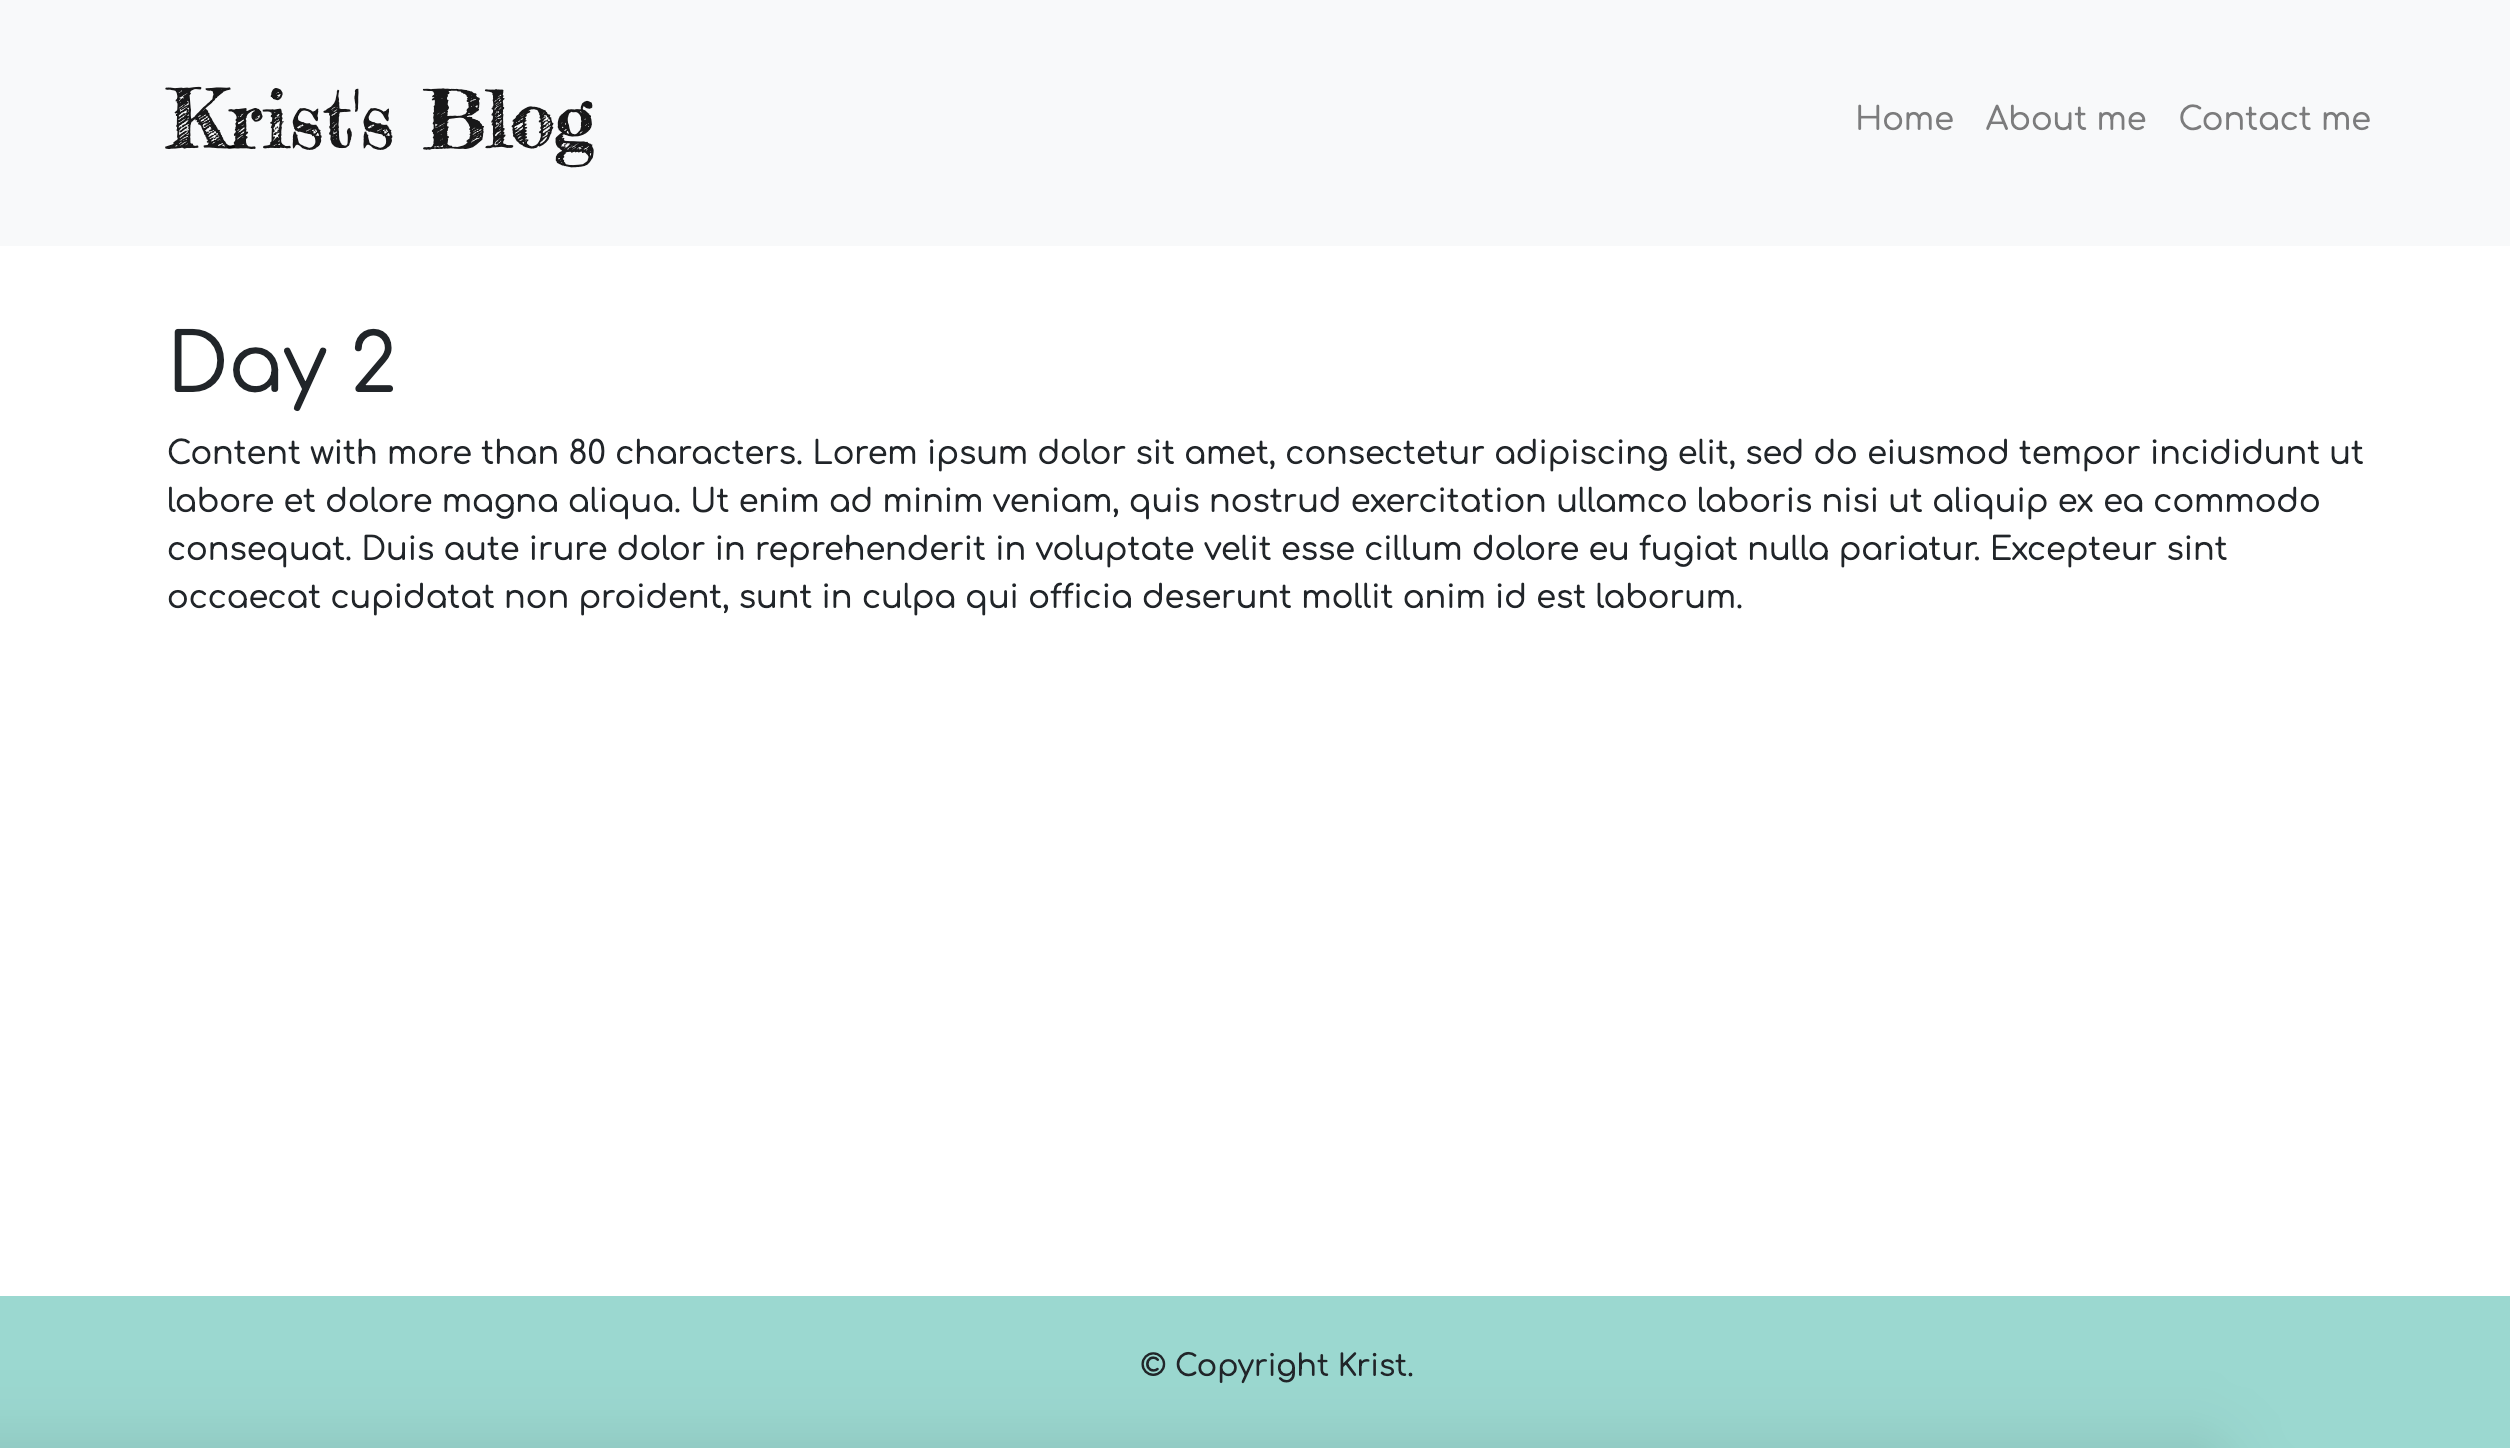 Krist's Blog
Home About me Contact me
Day 2
Content with more than 80 characters. Lorem ipsum dolor sit amet, consectetur adipiscing elit, sed do eiusmod tempor incididunt ut
labore et dolore magna aliqua. Ut enim ad minim veniam, quis nostrud exercitation ullamco laboris nisi ut aliquip ex ea commodo
consequat. Duis aute irure dolor in reprehenderit in voluptate velit esse cillum dolore eu fugiat nulla pariatur. Excepteur sint
occaecat cupidatat non proident, sunt in culpa qui officia deserunt mollit anim id est laborum.
© Copyright Krist.